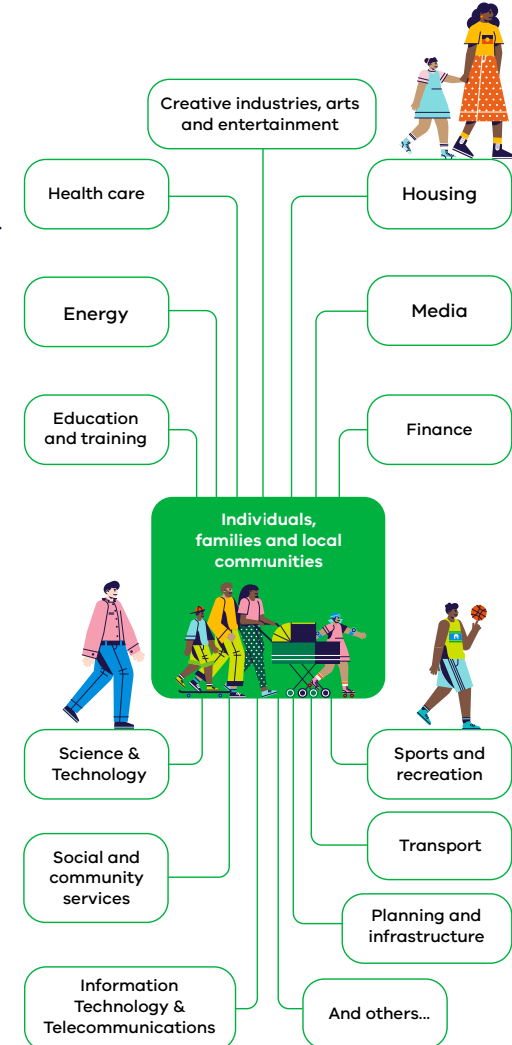 Creative industries, arts
and entertainment
Health care
Housing
Energy
Media
Education
and training
Finance
Individuals,
families and local
communities
Science &
Technology
Sports and
recreation
Social and
community
services
Transport
Planning and
infrastructure
Information
Technology &
Telecommunications
And others...